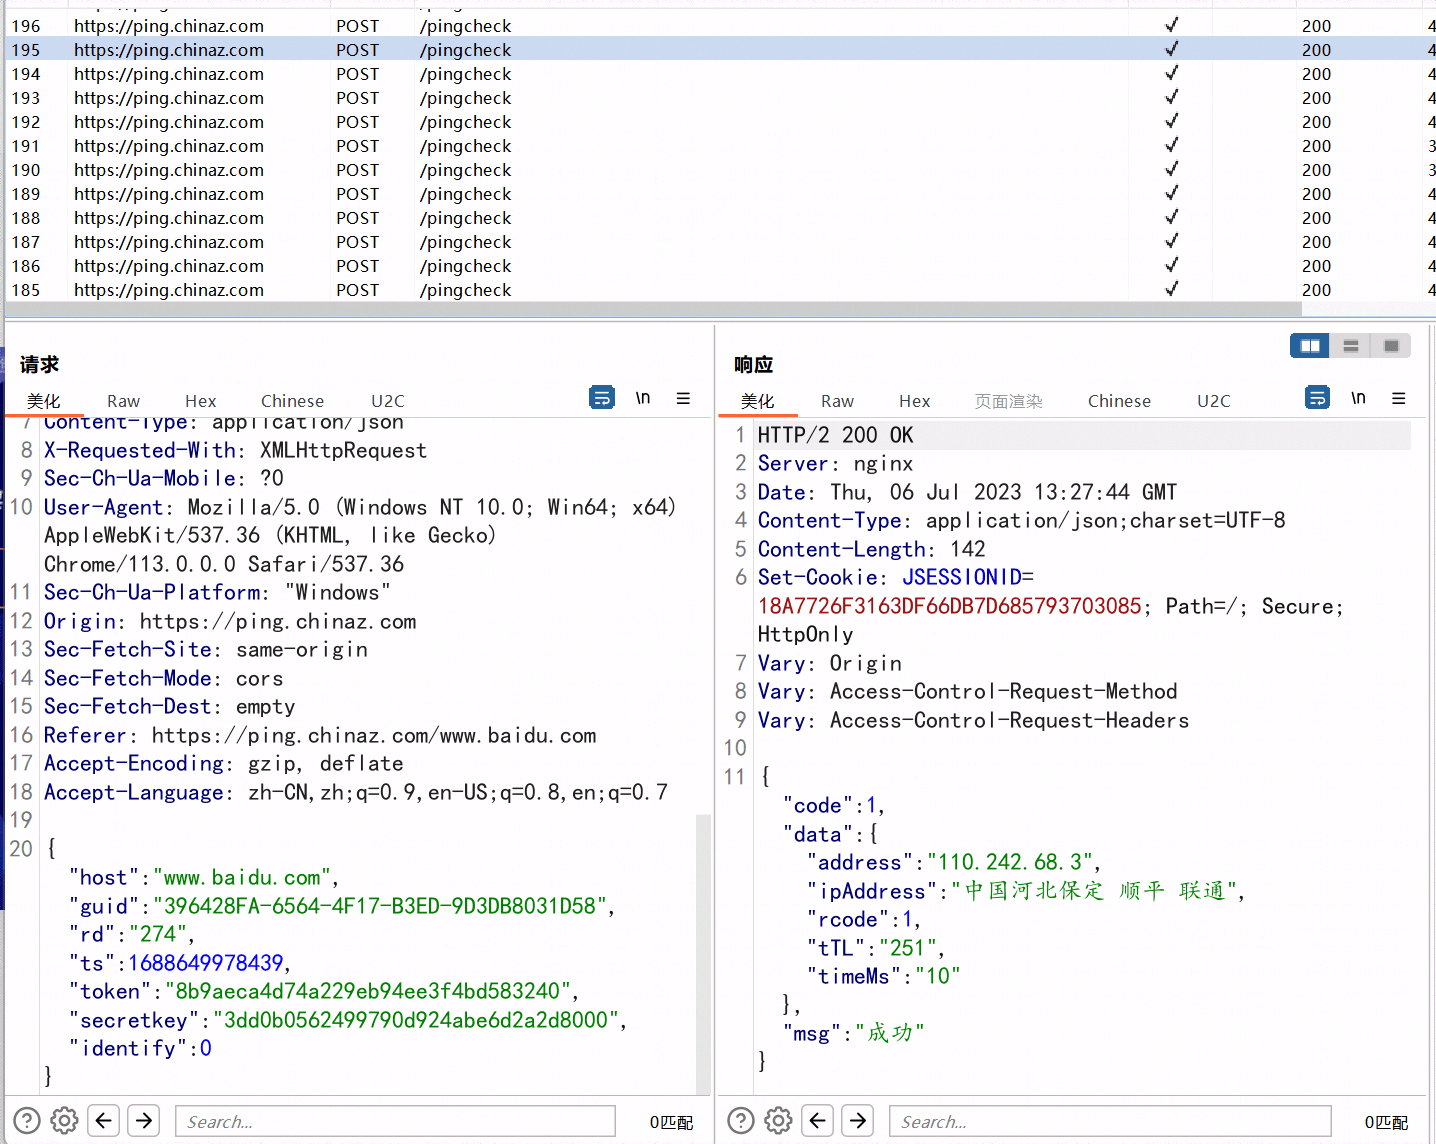 196 https://ping.chinaz.com POST /pingcheck ✓ 200 4
195 https://ping.chinaz.com POST /pingcheck ✓ 200 4
194 https://ping.chinaz.com POST /pingcheck ✓ 200 4
193 https://ping.chinaz.com POST /pingcheck ✓ 200 4
192 https://ping.chinaz.com POST /pingcheck ✓ 200 4
191 https://ping.chinaz.com POST /pingcheck ✓ 200 3
190 https://ping.chinaz.com POST /pingcheck ✓ 200 3
189 https://ping.chinaz.com POST /pingcheck ✓ 200 4
188 https://ping.chinaz.com POST /pingcheck ✓ 200 4
187 https://ping.chinaz.com POST /pingcheck ✓ 200 4
186 https://ping.chinaz.com POST /pingcheck ✓ 200 4
185 https://ping.chinaz.com POST /pingcheck ✓ 200 4
请求
美化 Raw Hex Chinese U2C \n
7 Content-Type: application/json
8 X-Requested-With: XMLHttpRequest
9 Sec-Ch-Ua-Mobile: ?0
10 User-Agent: Mozilla/5.0 (Windows NT 10.0; Win64; x64)
AppleWebKit/537.36 (KHTML, like Gecko)
Chrome/113.0.0.0 Safari/537.36
11 Sec-Ch-Ua-Platform: "Windows"
12 Origin: https://ping.chinaz.com
13 Sec-Fetch-Site: same-origin
14 Sec-Fetch-Mode: cors
15 Sec-Fetch-Dest: empty
16 Referer: https://ping.chinaz.com/www.baidu.com
17 Accept-Encoding: gzip, deflate
18 Accept-Language: zh-CN,zh;q=0.9,en-US;q=0.8,en;q=0.7
19
20 {
"host":"www.baidu.com",
"guid":"396428FA-6564-4F17-B3ED-9D3DB8031D58",
"rd":"274",
"ts":1688649978439,
"token":"8b9aeca4d74a229eb94ee3f4bd583240",
"secretkey":"3dd0b0562499790d924abe6d2a2d8000",
"identify":0
}
Search... 0匹配
响应
美化 Raw Hex 页面渲染 Chinese U2C \n
1 HTTP/2 200 OK
2 Server: nginx
3 Date: Thu, 06 Jul 2023 13:27:44 GMT
4 Content-Type: application/json;charset=UTF-8
5 Content-Length: 142
6 Set-Cookie: JSESSIONID=
18A7726F3163DF66DB7D685793703085; Path=/; Secure;
HttpOnly
7 Vary: Origin
8 Vary: Access-Control-Request-Method
9 Vary: Access-Control-Request-Headers
10
11 {
"code":1,
"data":{
"address":"110.242.68.3",
"ipAddress":"中国河北保定 顺平 联通",
"rcode":1,
"tTL":"251",
"timeMs":"10"
},
"msg":"成功"
}
Search... 0匹配